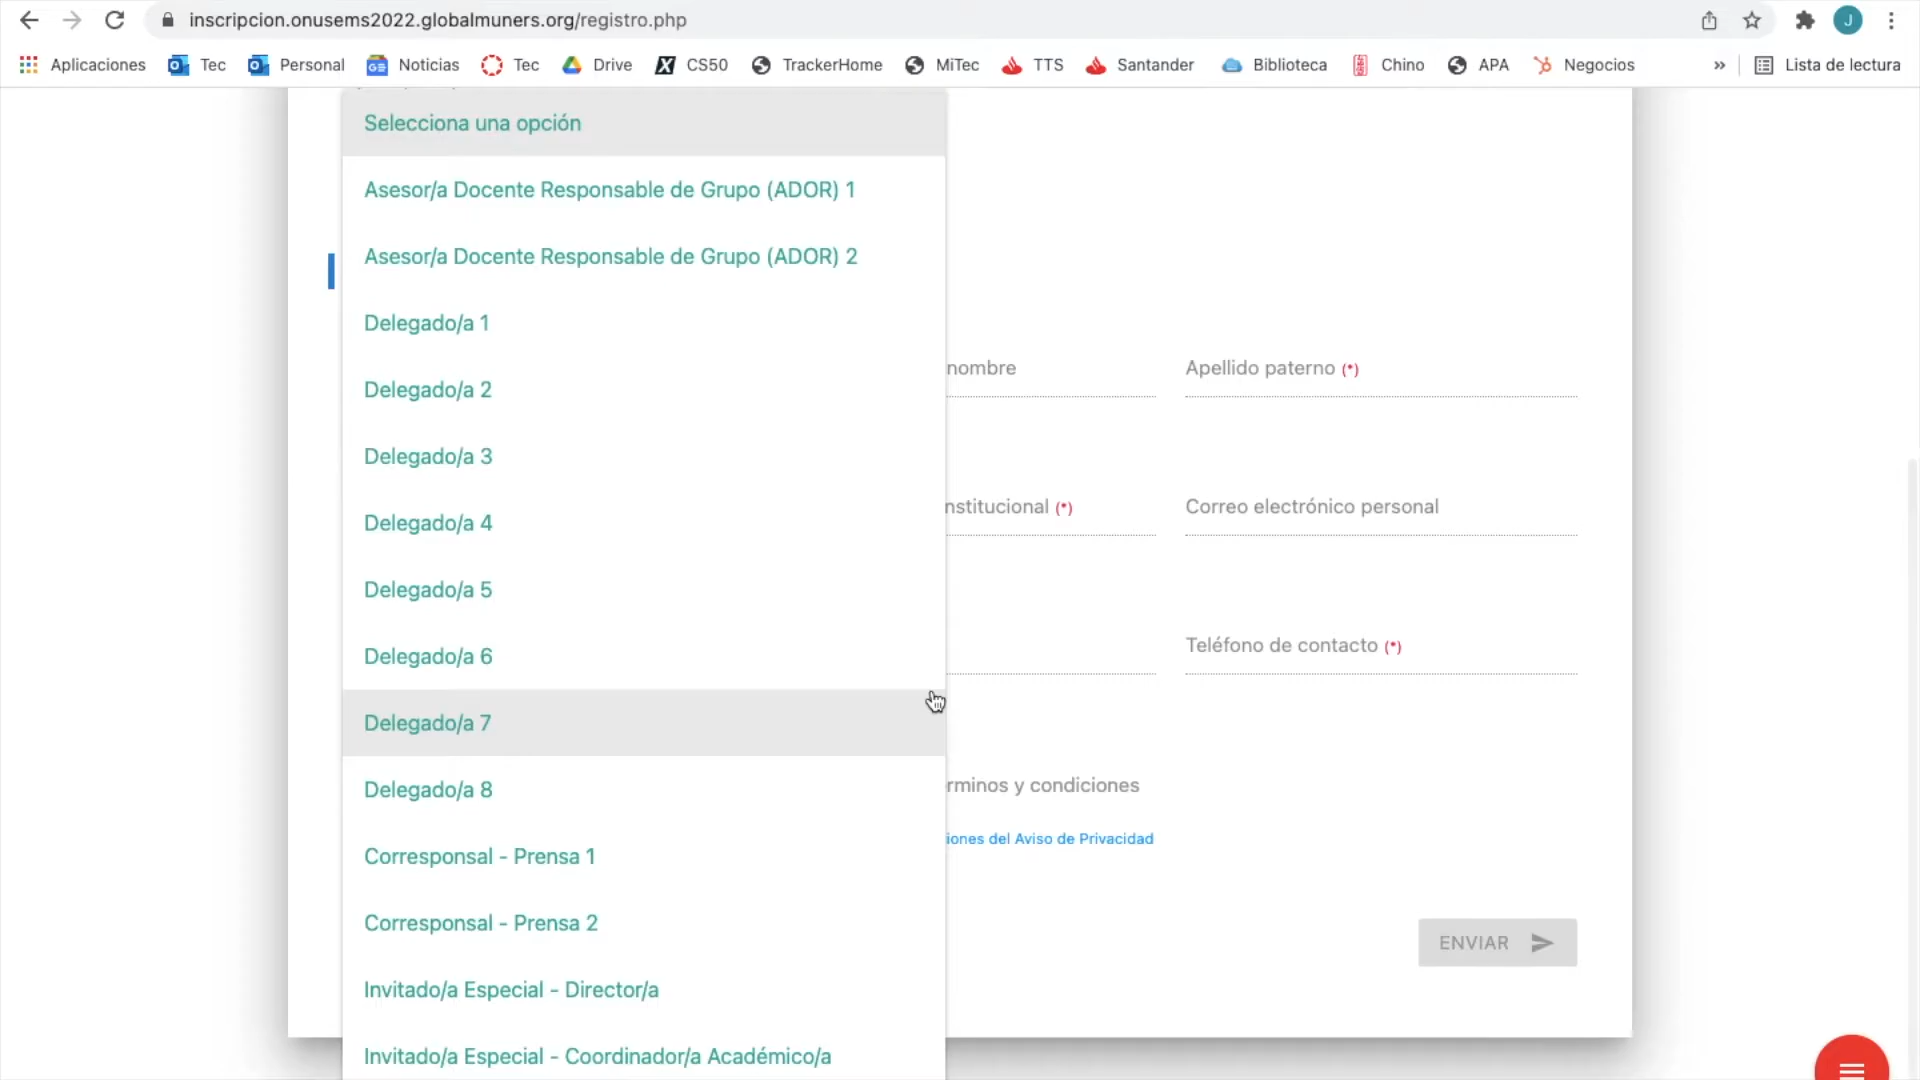 inscripcion.onusems2022.globalmuners.org/registro.php
J
Aplicaciones Tec Personal Noticias Tec Drive CS50 TrackerHome MiTec TTS Santander Biblioteca Chino APA Negocios » Lista de lectura
Selecciona una opción
Asesor/a Docente Responsable de Grupo (ADOR) 1
Asesor/a Docente Responsable de Grupo (ADOR) 2
Delegado/a 1
nombre Apellido paterno (*)
Delegado/a 2
Delegado/a 3
nstitucional (*) Correo electrónico personal
Delegado/a 4
Delegado/a 5
Delegado/a 6
Teléfono de contacto (*)
Delegado/a 7
Delegado/a 8
rminos y condiciones
iones del Aviso de Privacidad
Corresponsal - Prensa 1
Corresponsal - Prensa 2
ENVIAR
Invitado/a Especial - Director/a
Invitado/a Especial - Coordinador/a Académico/a